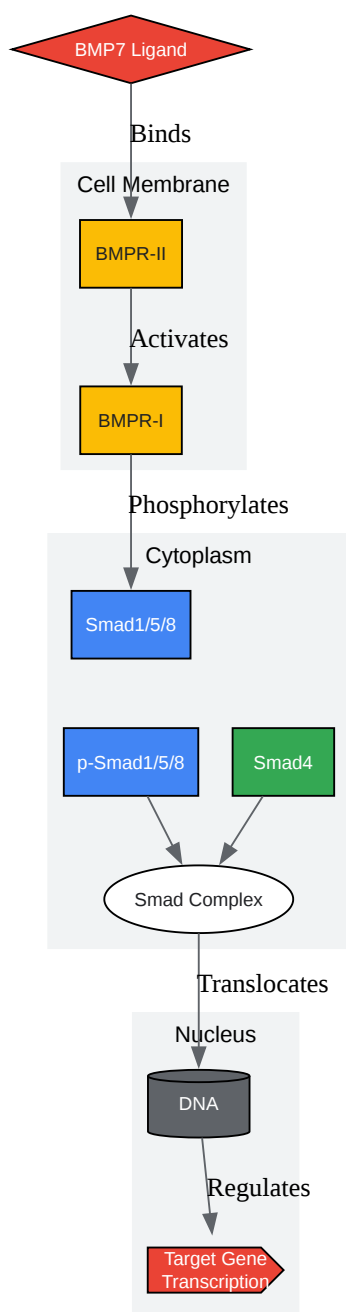 BMP7 Ligand
Binds
Cell Membrane
BMPR-II
Activates
BMPR-I
Phosphorylates
Cytoplasm
Smad1/5/8
p-Smad1/5/8
Smad4
Smad Complex
Translocates
Nucleus
DNA
Regulates
Target Gene
Transcription